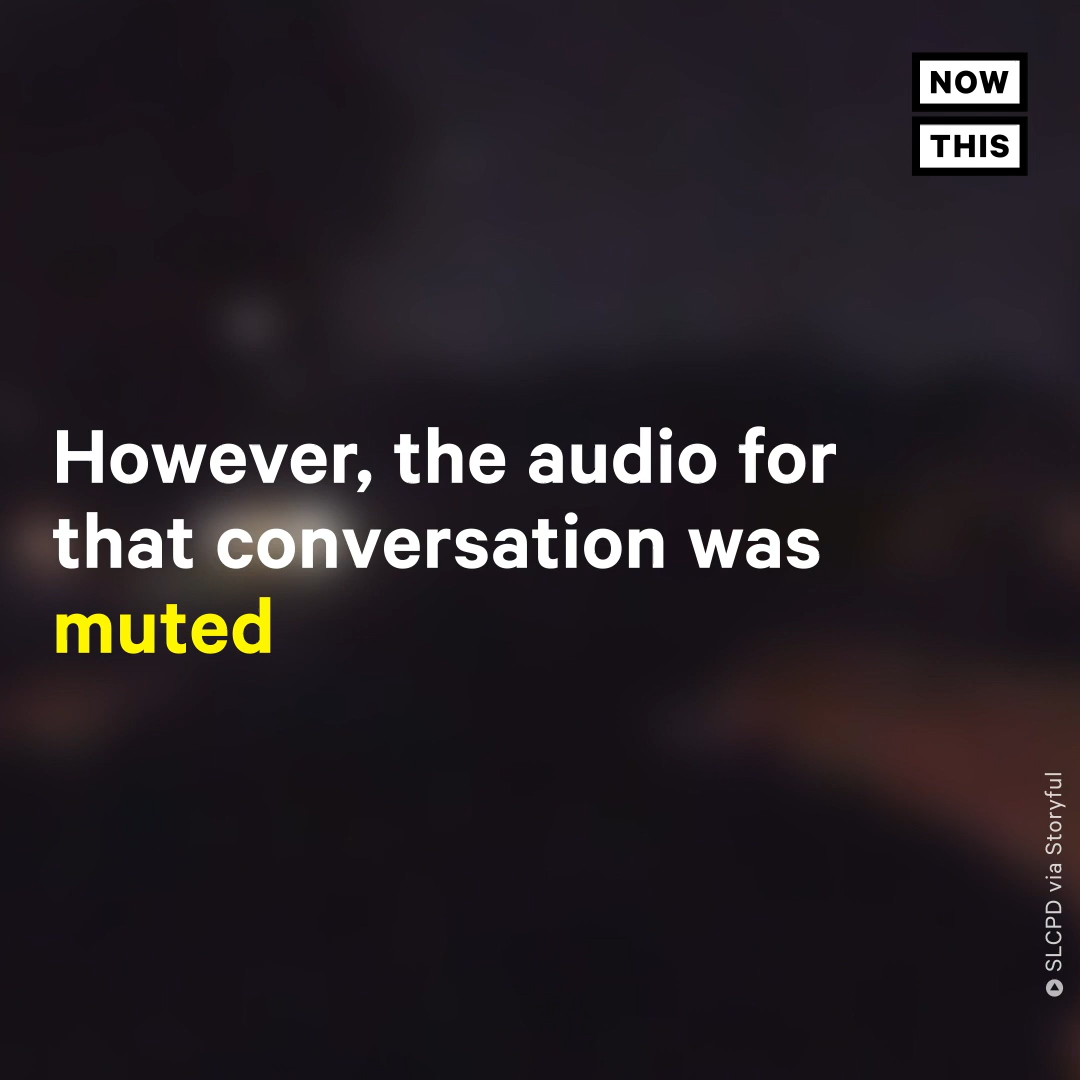 NOW
THIS
However, the audio for
that conversation was
muted
SLCPD via Storyful